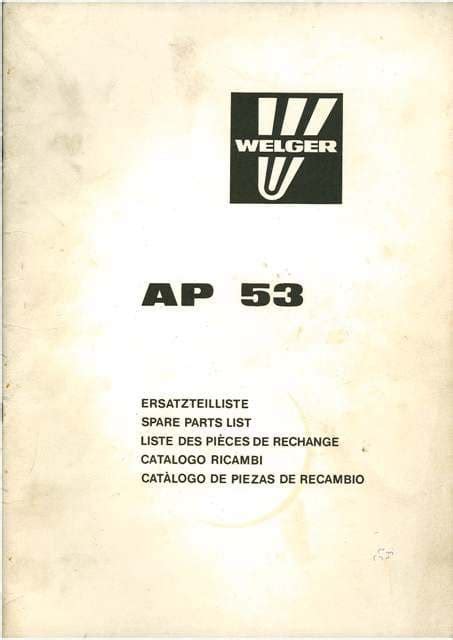 WELGER
AP 53
ERSATZTEILLISTE
SPARE PARTS LIST
LISTE DES PIÈCES DE RECHANGE
CATALOGO RICAMBI
CATÀLOGO DE PIEZAS DE RECAMBIO